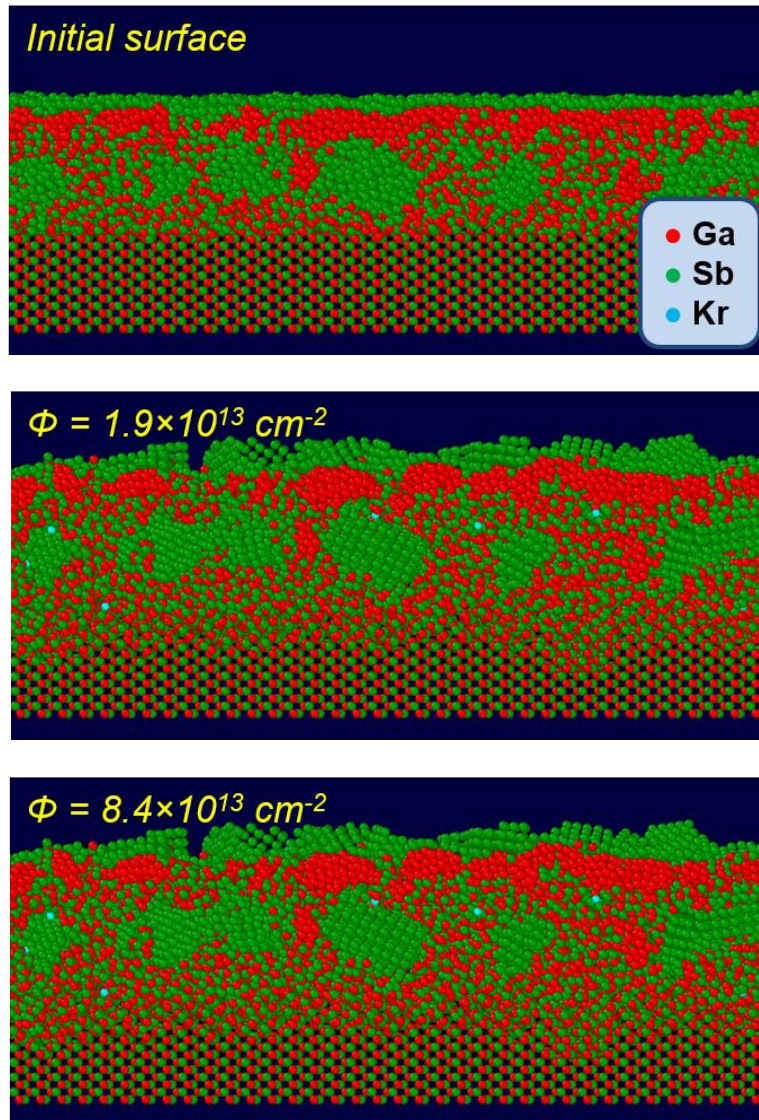 Initial surface
Ga
Sb
Kr
Φ = 1.9×10¹³ cm⁻²
Φ = 8.4×10¹³ cm⁻²